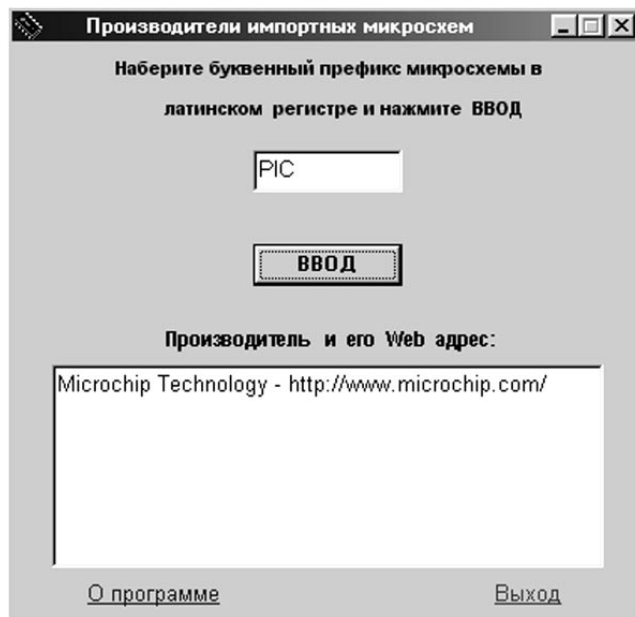 Производители импортных микросхем
Наберите буквенный префикс микросхемы в
латинском регистре и нажмите ВВОД
PIC
ВВОД
Производитель и его Web адрес:
Microchip Technology - http://www.microchip.com/
О программе
Выход